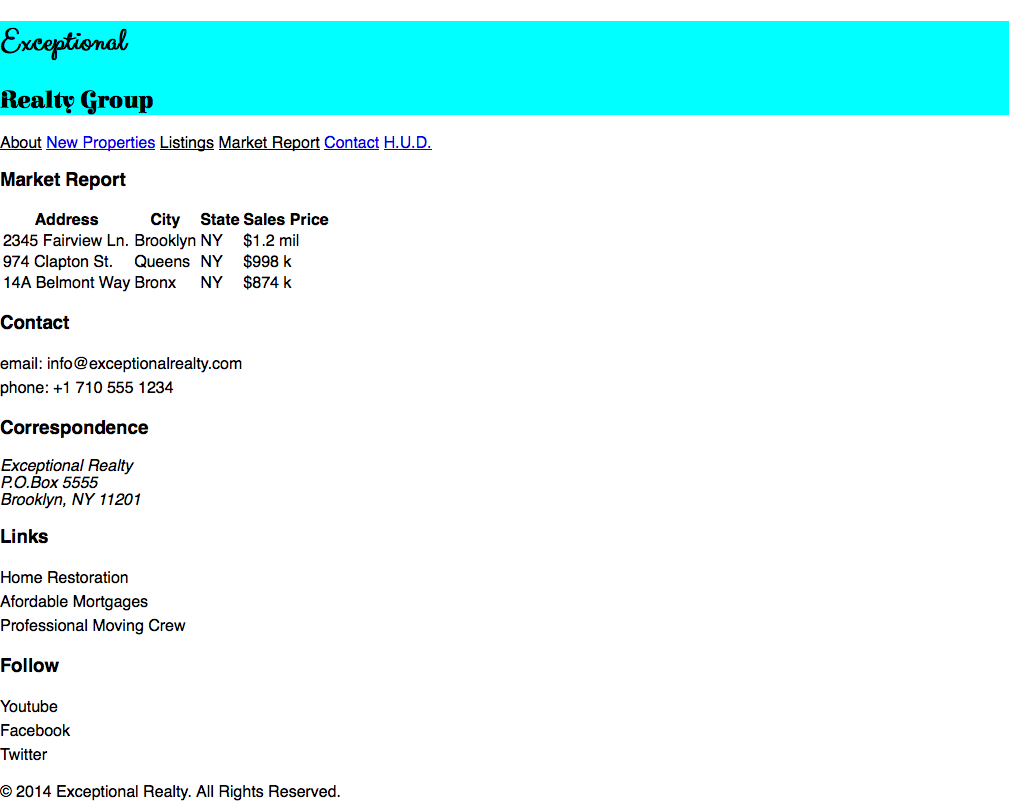 Exceptional
Realty Group
About New Properties Listings Market Report Contact H.U.D.
Market Report
Address City State Sales Price
2345 Fairview Ln. Brooklyn NY $1.2 mil
974 Clapton St. Queens NY $998 k
14A Belmont Way Bronx NY $874 k
Contact
email: info@exceptionalrealty.com
phone: +1 710 555 1234
Correspondence
Exceptional Realty
P.O.Box 5555
Brooklyn, NY 11201
Links
Home Restoration
Afordable Mortgages
Professional Moving Crew
Follow
Youtube
Facebook
Twitter
© 2014 Exceptional Realty. All Rights Reserved.